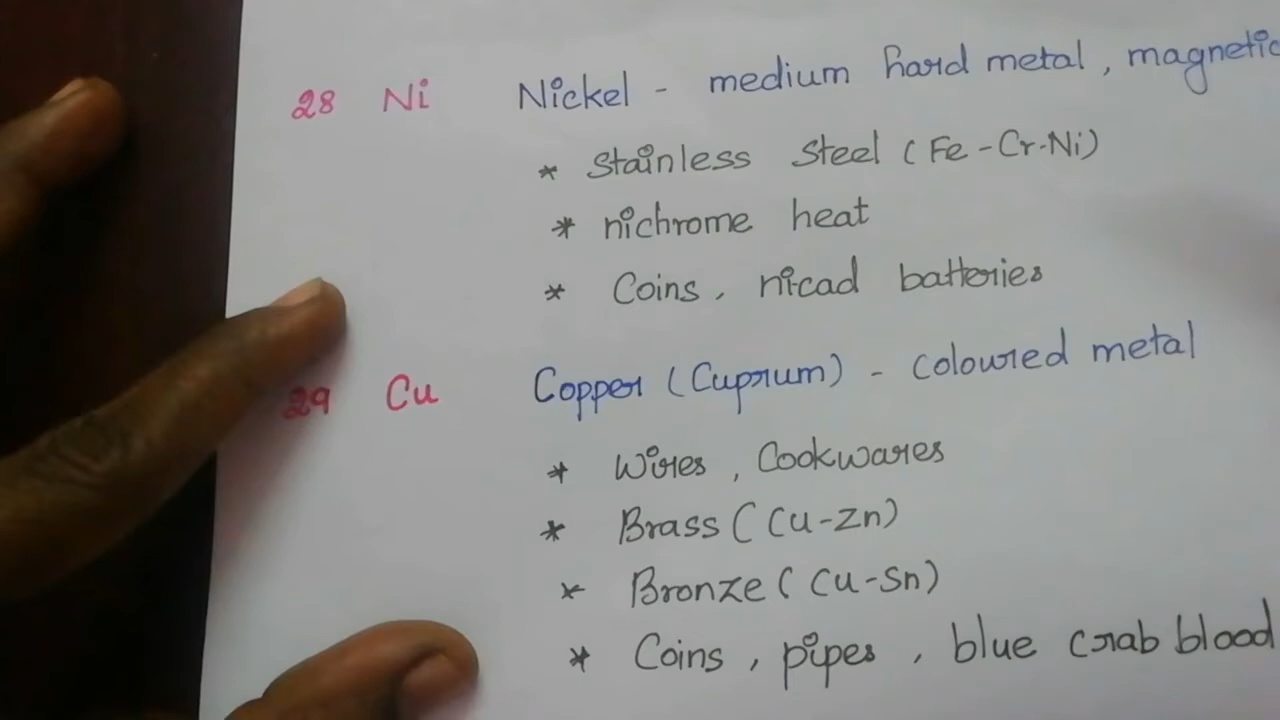 28 Ni Nickel - medium hard metal, magnetic
* Stainless Steel (Fe-Cr-Ni)
* nichrome heat
* Coins, nicad batteries
29 Cu Copper (Cuprum) - coloured metal
* Wires, Cookwares
* Brass (Cu-Zn)
* Bronze (Cu-Sn)
* Coins, pipes, blue crab blood